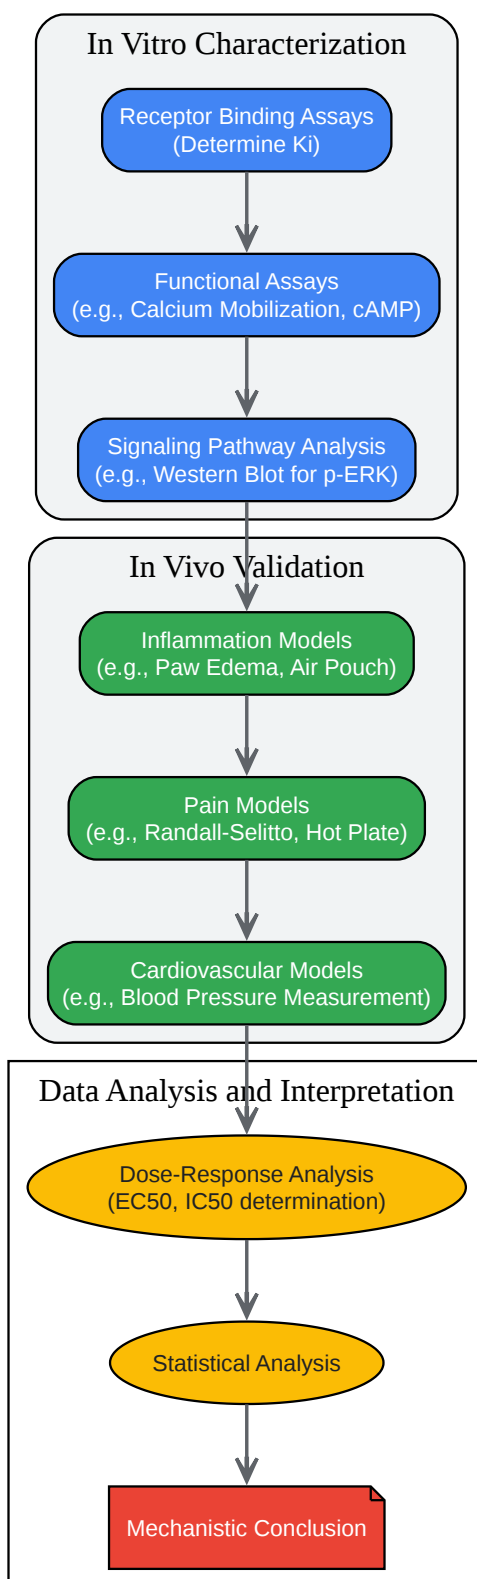 In Vitro Characterization
Receptor Binding Assays
(Determine Ki)
Functional Assays
(e.g., Calcium Mobilization, cAMP)
Signaling Pathway Analysis
(e.g., Western Blot for p-ERK)
In Vivo Validation
Inflammation Models
(e.g., Paw Edema, Air Pouch)
Pain Models
(e.g., Randall-Selitto, Hot Plate)
Cardiovascular Models
(e.g., Blood Pressure Measurement)
Data Analysis and Interpretation
Dose-Response Analysis
(EC50, IC50 determination)
Statistical Analysis
Mechanistic Conclusion